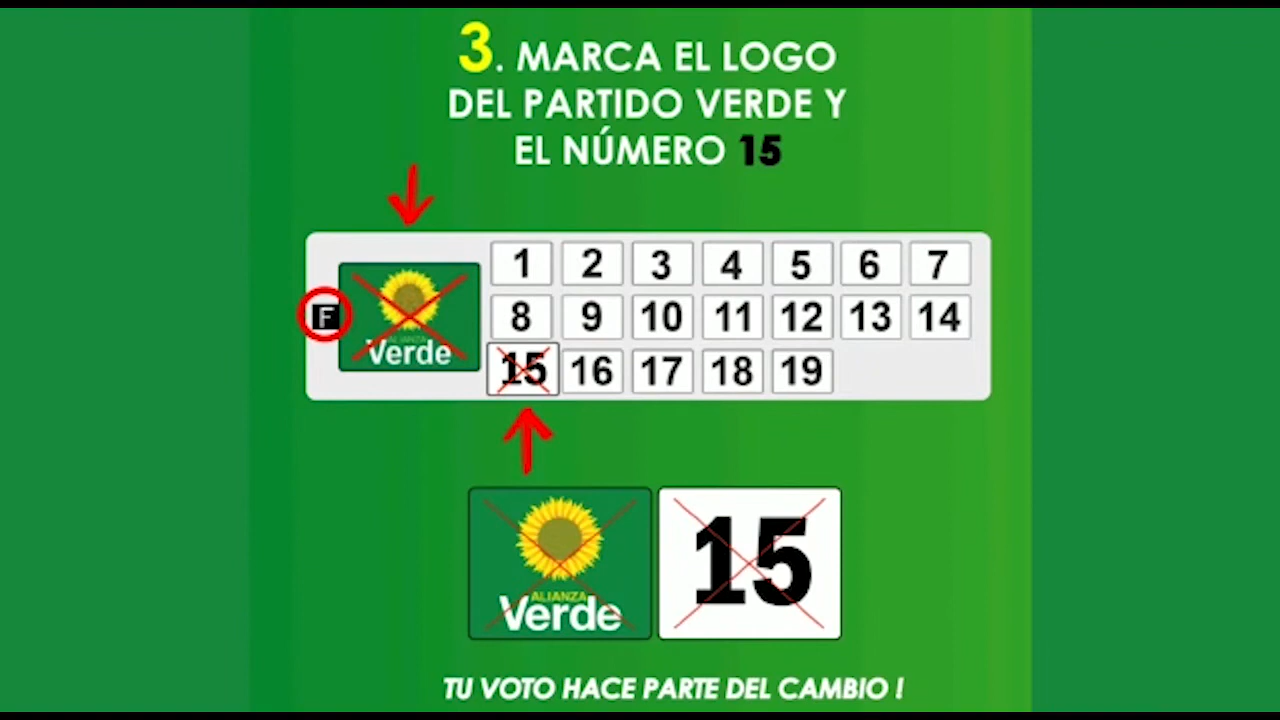 3. MARCA EL LOGO
DEL PARTIDO VERDE Y
EL NÚMERO 15
1 2 3 4 5 6 7
F ALIANZA Verde 8 9 10 11 12 13 14
15 16 17 18 19
ALIANZA
Verde
15
TU VOTO HACE PARTE DEL CAMBIO !